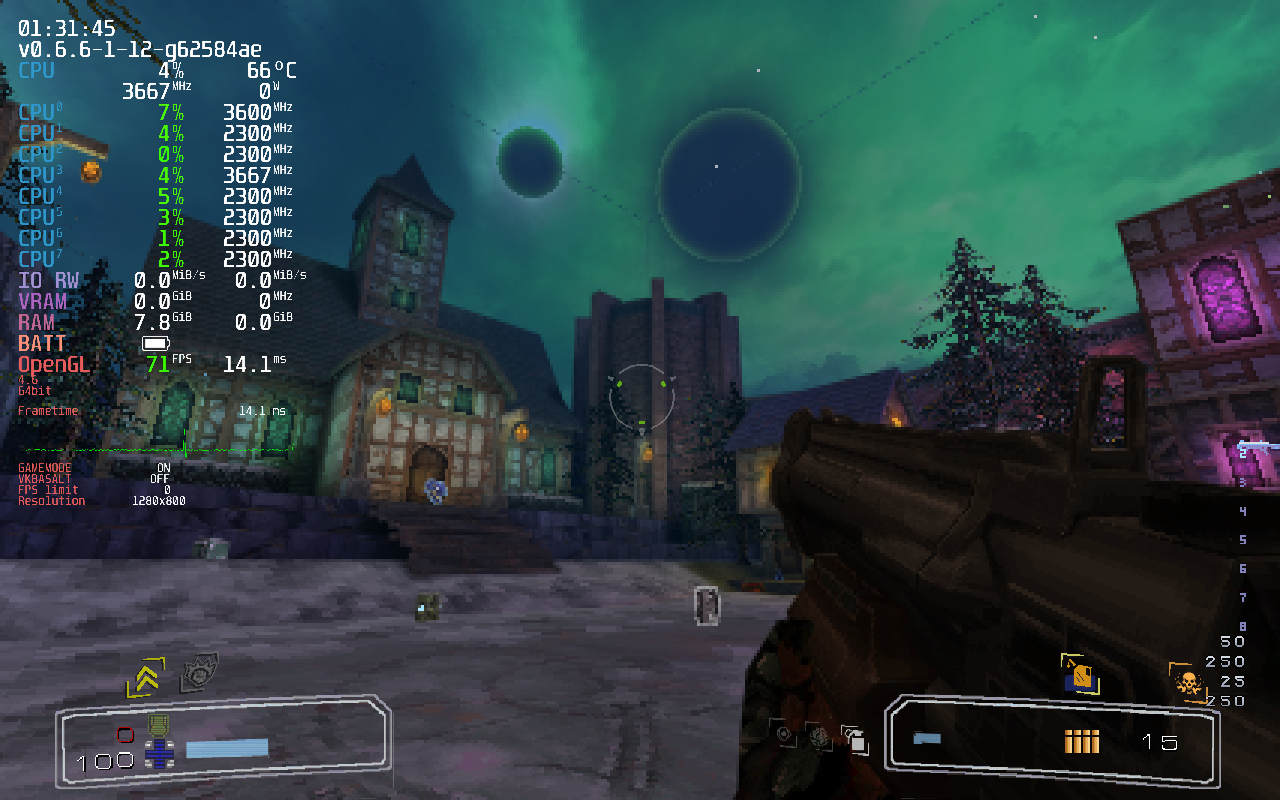 01:31:45
v0.6.6-1-12-g62584ae
CPU 4% 66°C
3667MHz 0W
CPU0 7% 3600MHz
CPU1 4% 2300MHz
CPU2 0% 2300MHz
CPU3 4% 3667MHz
CPU4 5% 2300MHz
CPU5 3% 2300MHz
CPU6 1% 2300MHz
CPU7 2% 2300MHz
IO RW 0.0MiB/s 0.0MiB/s
VRAM 0.0GiB 0MHz
RAM 7.8GiB 0.0GiB
BATT
OpenGL 71FPS 14.1ms
4.6
64bit
Frametime 14.1 ms
GAMEMODE ON
VKBASALT OFF
FPS limit 0
Resolution 1280x800
2
3
4
5
6
7
8
50
250
25
250
100
15